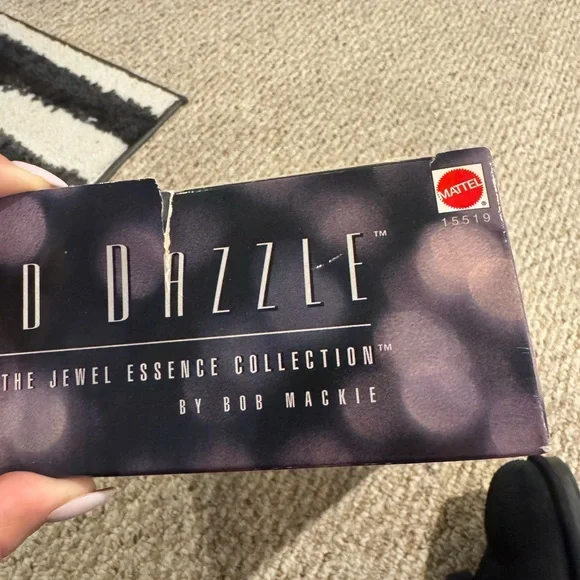 MATTEL
®
15519
D DAZZLE™
THE JEWEL ESSENCE COLLECTION™
BY BOB MACKIE